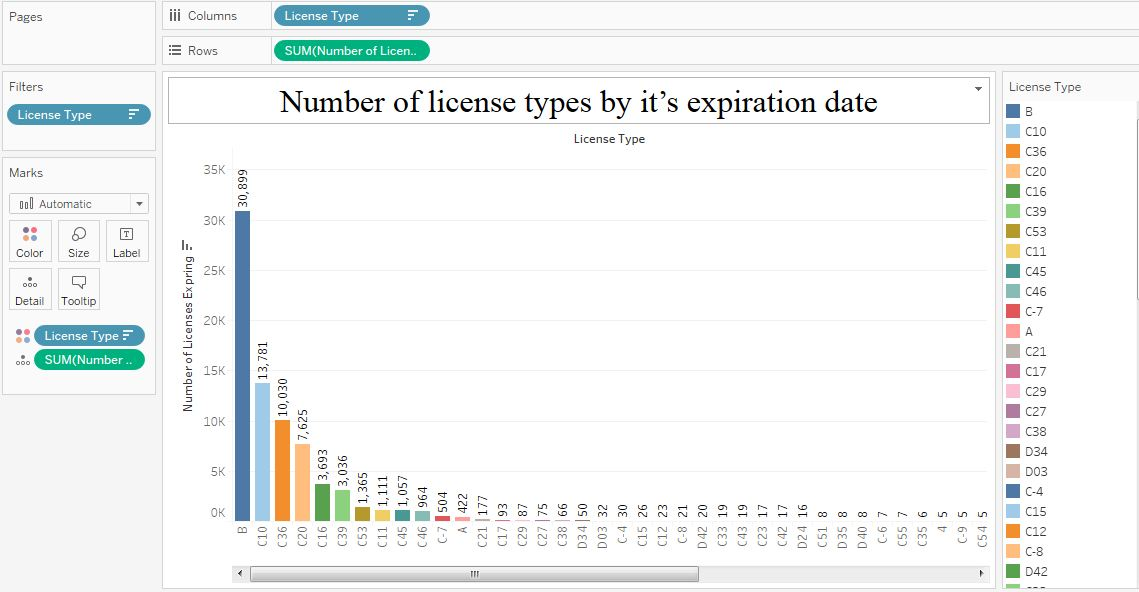 Pages
Columns
License Type
Rows
SUM(Number of Licen..
Filters
License Type
Marks
Automatic
Color
Size
Label
Detail
Tooltip
License Type
SUM(Number ..
Number of license types by it’s expiration date
License Type
Number of Licenses Expring
35K
30K
25K
20K
15K
10K
5K
0K
30,899
13,781
10,030
7,625
3,693
3,036
1,365
1,111
1,057
964
504
422
177
93
87
75
66
50
32
30
26
23
21
20
19
19
17
17
16
8
8
8
7
7
6
5
5
5
B
C10
C36
C20
C16
C39
C53
C11
C45
C46
C-7
A
C21
C17
C29
C27
C38
D34
D03
C-4
C15
C12
C-8
D42
C33
C43
C23
C42
D24
C51
D35
D40
C-6
C55
C35
4
C-9
C54
License Type
B
C10
C36
C20
C16
C39
C53
C11
C45
C46
C-7
A
C21
C17
C29
C27
C38
D34
D03
C-4
C15
C12
C-8
D42